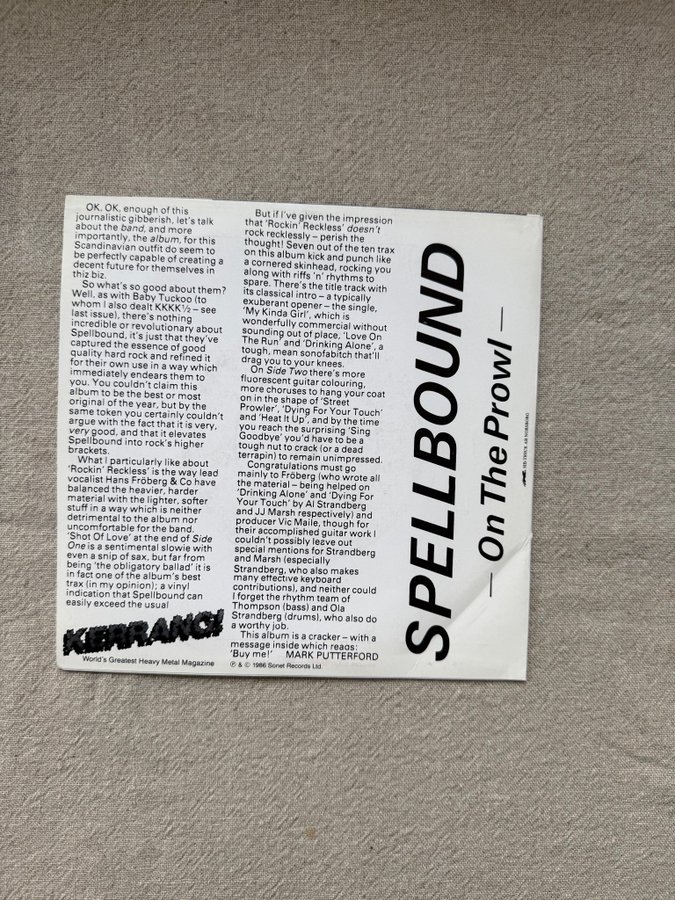 OK, OK, enough of this
journalistic gibberish, let's talk
about the band, and more
importantly, the album, for this
Scandinavian outfit do seem to
be perfectly capable of creating a
decent future for themselves in
thiz biz.
So what's so good about them?
Well, as with Baby Tuckoo (to
whom I also dealt KKKK½ – see
last issue), there's nothing
incredible or revolutionary about
Spellbound, it's just that they've
captured the essence of good
quality hard rock and refined it
for their own use in a way which
immediately endears them to
you. You couldn't claim this
album to be the best or most
original of the year, but by the
same token you certainly couldn't
argue with the fact that it is very,
very good, and that it elevates
Spellbound into rock's higher
brackets.
What I particularly like about
'Rockin' Reckless' is the way lead
vocalist Hans Fröberg & Co have
balanced the heavier, harder
material with the lighter, softer
stuff in a way which is neither
detrimental to the album nor
uncomfortable for the band.
'Shot Of Love' at the end of Side
One is a sentimental slowie with
even a snip of sax, but far from
being 'the obligatory ballad' it is
in fact one of the album's best
trax (in my opinion); a vinyl
indication that Spellbound can
easily exceed the usual
KERRANG!
World's Greatest Heavy Metal Magazine
But if I've given the impression
that 'Rockin' Reckless' doesn't
rock recklessly – perish the
thought! Seven out of the ten trax
on this album kick and punch like
a cornered skinhead, rocking you
along with riffs 'n' rhythms to
spare. There's the title track with
its classical intro – a typically
exuberant opener – the single,
'My Kinda Girl', which is
wonderfully commercial without
sounding out of place, 'Love On
The Run' and 'Drinking Alone', a
tough, mean sonofabitch that'll
drag you to your knees.
On Side Two there's more
fluorescent guitar colouring,
more choruses to hang your coat
on in the shape of 'Street
Prowler', 'Dying For Your Touch'
and 'Heat It Up', and by the time
you reach the surprising 'Sing
Goodbye' you'd have to be a
tough nut to crack (or a dead
terrapin) to remain unimpressed.
Congratulations must go
mainly to Fröberg (who wrote all
the material – being helped on
'Drinking Alone' and 'Dying For
Your Touch' by Al Strandberg
and JJ Marsh respectively) and
producer Vic Maile, though for
their accomplished guitar work I
couldn't possibly leave out
special mentions for Strandberg
and Marsh (especially
Strandberg, who also makes
many effective keyboard
contributions), and neither could
I forget the rhythm team of
Thompson (bass) and Ola
Strandberg (drums), who also do
a worthy job.
This album is a cracker – with a
message inside which reads:
'Buy me!' MARK PUTTERFORD
℗ & © 1986 Sonet Records Ltd.
SPELLBOUND
— On The Prowl —